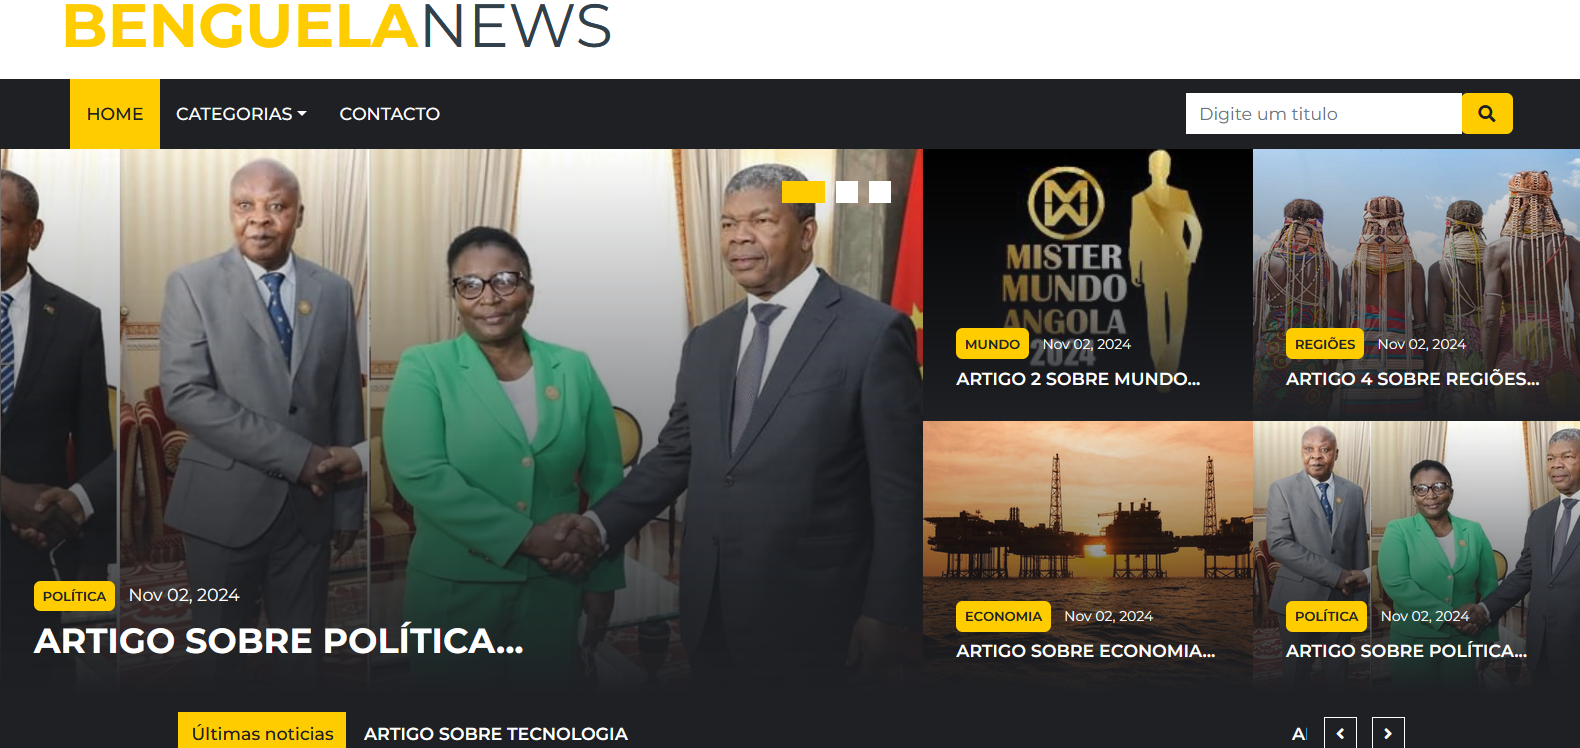 BENGUELANEWS
HOME
CATEGORIAS
CONTACTO
Digite um titulo
MISTER
MUNDO
ANGOLA
2024
MUNDO
Nov 02, 2024
ARTIGO 2 SOBRE MUNDO...
REGIÕES
Nov 02, 2024
ARTIGO 4 SOBRE REGIÕES...
POLÍTICA
Nov 02, 2024
ARTIGO SOBRE POLÍTICA...
ECONOMIA
Nov 02, 2024
ARTIGO SOBRE ECONOMIA...
POLÍTICA
Nov 02, 2024
ARTIGO SOBRE POLÍTICA...
Últimas noticias
ARTIGO SOBRE TECNOLOGIA